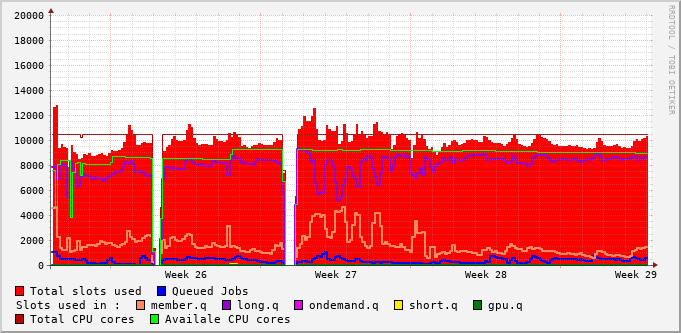 20000
18000
16000
14000
12000
10000
8000
6000
4000
2000
0
Week 26 Week 27 Week 28 Week 29
RRDTOOL / TOBI OETIKER
Total slots used Queued Jobs
Slots used in : member.q long.q ondemand.q short.q gpu.q
Total CPU cores Availale CPU cores